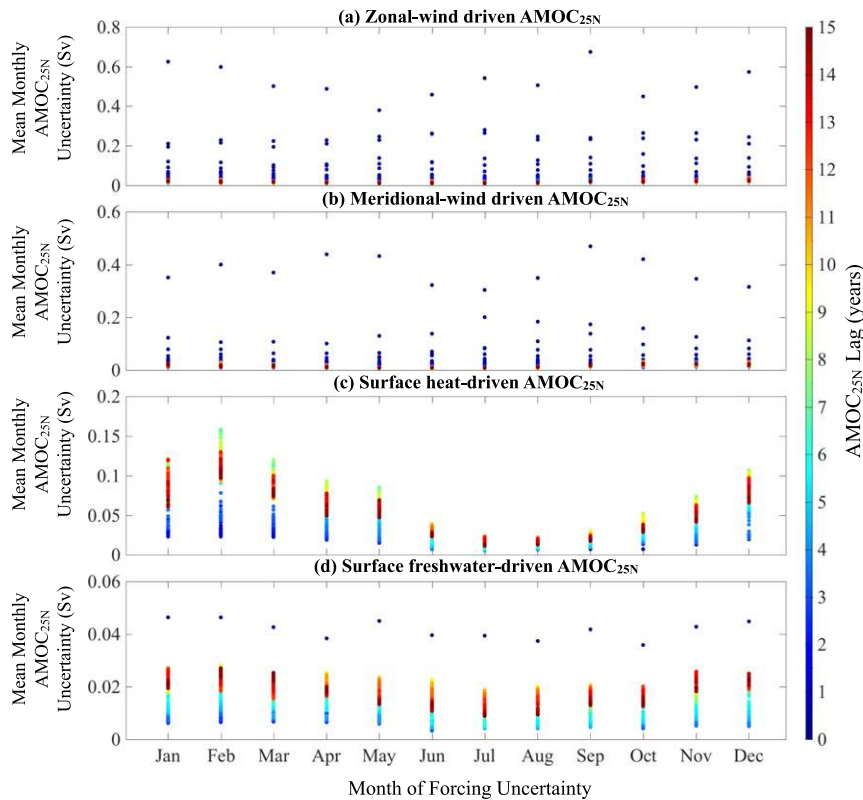 (a) Zonal-wind driven AMOC25N
Mean Monthly
AMOC25N
Uncertainty (Sv)
0.8
0.6
0.4
0.2
0
(b) Meridional-wind driven AMOC25N
Mean Monthly
AMOC25N
Uncertainty (Sv)
0.6
0.4
0.2
0
(c) Surface heat-driven AMOC25N
Mean Monthly
AMOC25N
Uncertainty (Sv)
0.2
0.15
0.1
0.05
0
(d) Surface freshwater-driven AMOC25N
Mean Monthly
AMOC25N
Uncertainty (Sv)
0.06
0.04
0.02
0
Jan Feb Mar Apr May Jun Jul Aug Sep Oct Nov Dec
Month of Forcing Uncertainty
15
14
13
12
11
10
9
8
7
6
5
4
3
2
1
0
AMOC25N Lag (years)